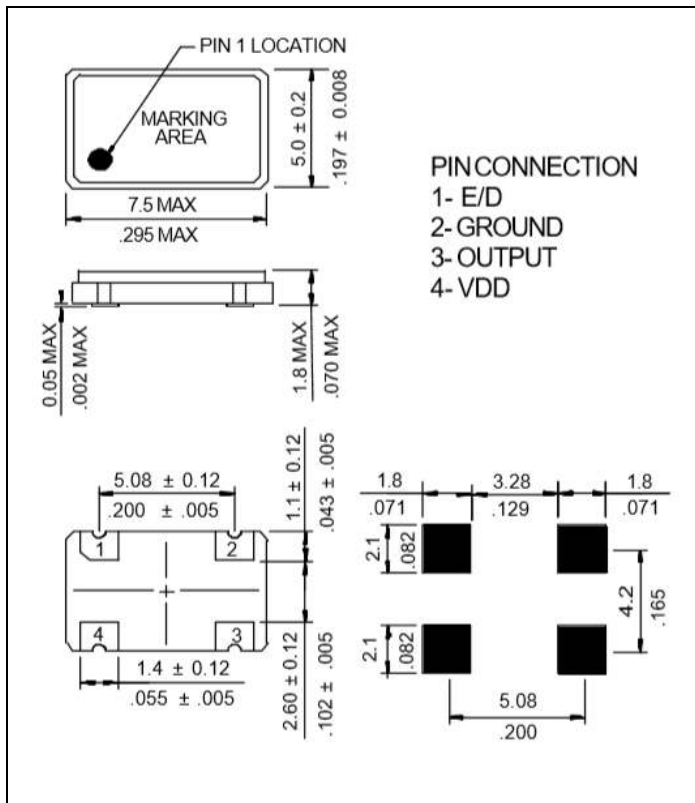 PIN 1 LOCATION
MARKING
AREA
5.0 ± 0.2
.197 ± 0.008
7.5 MAX
.295 MAX
PIN CONNECTION
1- E/D
2- GROUND
3- OUTPUT
4- VDD
0.05 MAX
.002 MAX
1.8 MAX
.070 MAX
5.08 ± 0.12
.200 ± .005
1.1 ± 0.12
.043 ± .005
1
2
4
3
1.4 ± 0.12
.055 ± .005
2.60 ± 0.12
.102 ± .005
1.8
.071
3.28
.129
1.8
.071
2.1
.082
4.2
.165
2.1
.082
5.08
.200